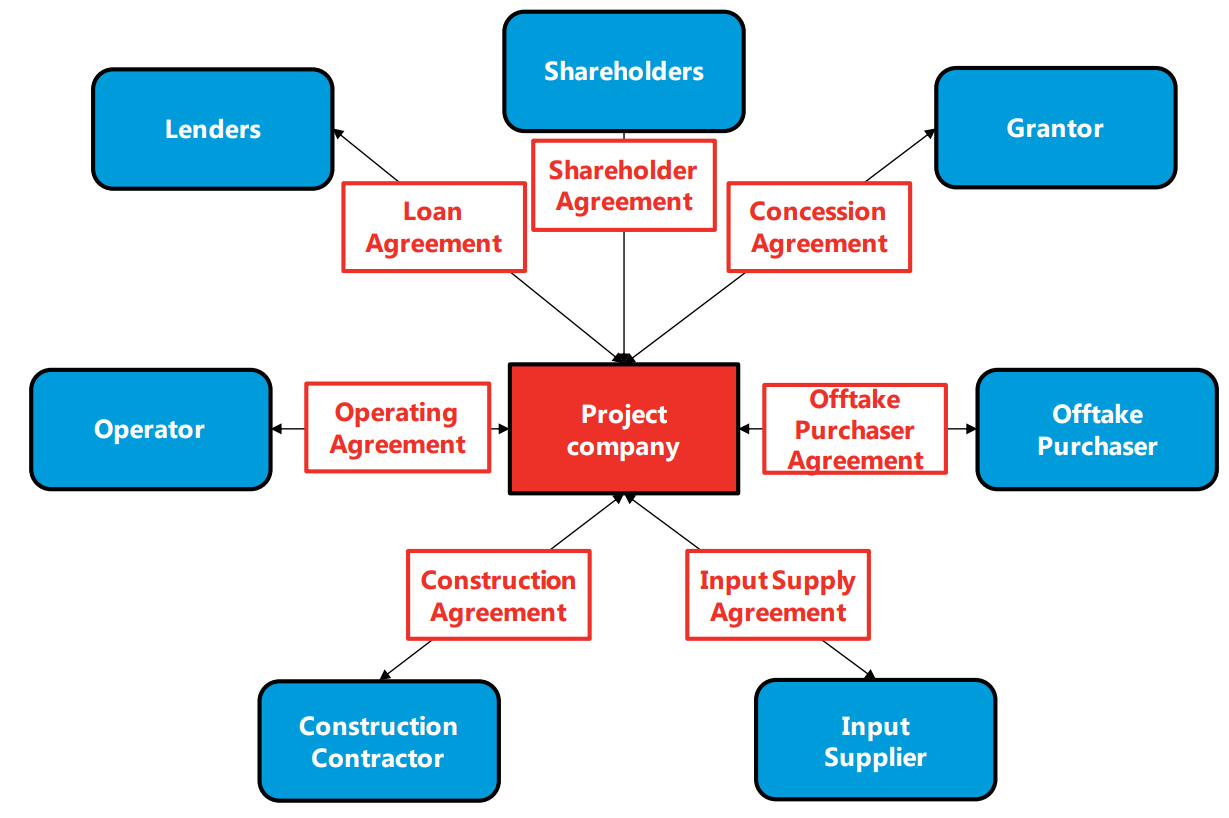 Shareholders
Lenders
Grantor
Shareholder
Agreement
Loan
Agreement
Concession
Agreement
Operator
Operating
Agreement
Project
company
Offtake
Purchaser
Agreement
Offtake
Purchaser
Construction
Agreement
Input Supply
Agreement
Construction
Contractor
Input
Supplier